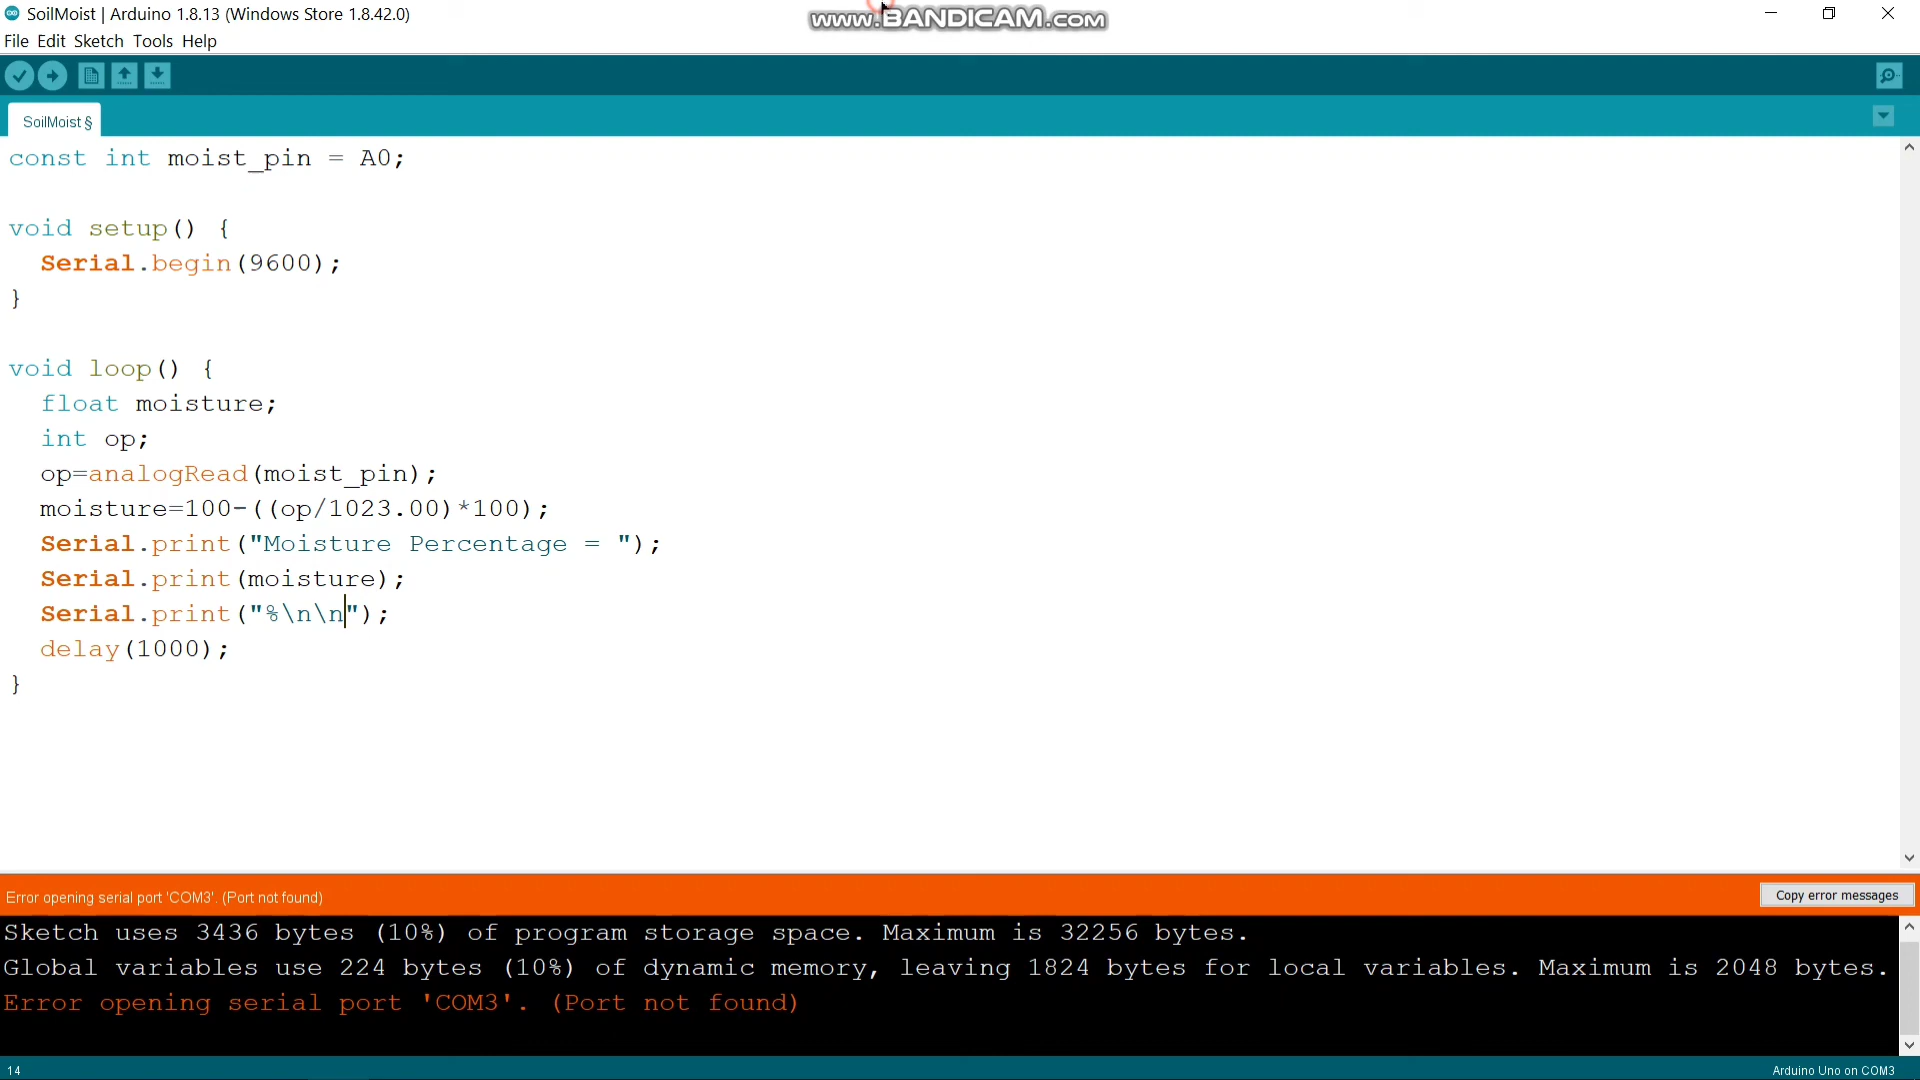 SoilMoist | Arduino 1.8.13 (Windows Store 1.8.42.0)
www.BANDICAM.com
File Edit Sketch Tools Help
SoilMoist §
const int moist_pin = A0;
void setup() {
  Serial.begin(9600);
}
void loop() {
  float moisture;
  int op;
  op=analogRead(moist_pin);
  moisture=100-((op/1023.00)*100);
  Serial.print("Moisture Percentage = ");
  Serial.print(moisture);
  Serial.print("%\n\n");
  delay(1000);
}
Error opening serial port 'COM3'. (Port not found)
Copy error messages
Sketch uses 3436 bytes (10%) of program storage space. Maximum is 32256 bytes.
Global variables use 224 bytes (10%) of dynamic memory, leaving 1824 bytes for local variables. Maximum is 2048 bytes.
Error opening serial port 'COM3'. (Port not found)
14
Arduino Uno on COM3